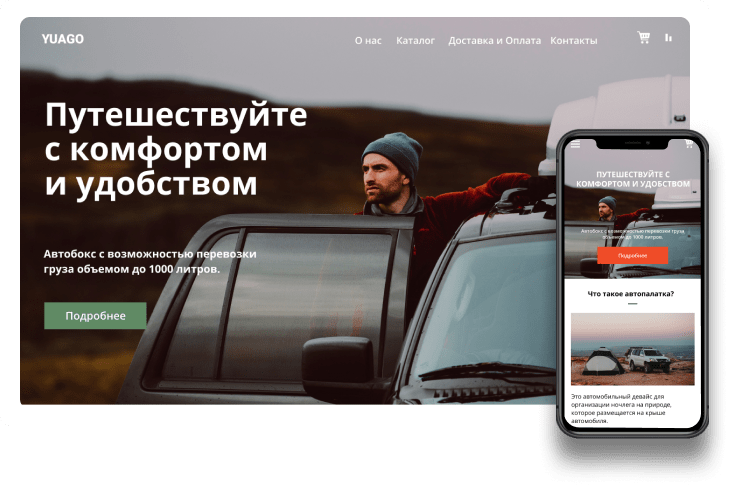 YUAGO
О нас Каталог Доставка и Оплата Контакты
Путешествуйте
с комфортом
и удобством
Автобокс с возможностью перевозки
груза объемом до 1000 литров.
Подробнее
ПУТЕШЕСТВУЙТЕ С
КОМФОРТОМ И УДОБСТВОМ
Автобокс с возможностью перевозки груза
объемом до 1000 литров.
Подробнее
Что такое автопалатка?
Это автомобильный девайс для
организации ночлега на природе,
которое размещается на крыше
автомобиля.